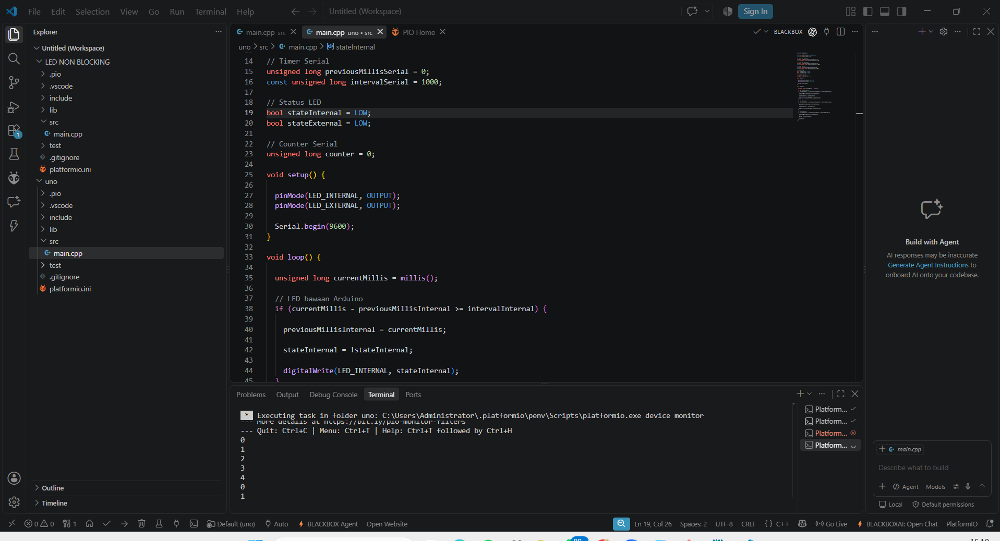 File Edit Selection View Go Run Terminal Help
Untitled (Workspace)
Sign In
Explorer
Untitled (Workspace)
LED NON BLOCKING
.pio
.vscode
include
lib
src
main.cpp
test
.gitignore
platformio.ini
uno
.pio
.vscode
include
lib
src
main.cpp
test
.gitignore
platformio.ini
Outline
Timeline
main.cpp src
main.cpp uno • src
PIO Home
BLACKBOX
uno > src > main.cpp > stateInternal
14 // Timer Serial
15 unsigned long previousMillisSerial = 0;
16 const unsigned long intervalSerial = 1000;
17
18 // Status LED
19 bool stateInternal = LOW;
20 bool stateExternal = LOW;
21
22 // Counter Serial
23 unsigned long counter = 0;
24
25 void setup() {
26
27 pinMode(LED_INTERNAL, OUTPUT);
28 pinMode(LED_EXTERNAL, OUTPUT);
29
30 Serial.begin(9600);
31 }
32
33 void loop() {
34
35 unsigned long currentMillis = millis();
36
37 // LED bawaan Arduino
38 if (currentMillis - previousMillisInternal >= intervalInternal) {
39
40 previousMillisInternal = currentMillis;
41
42 stateInternal = !stateInternal;
43
44 digitalWrite(LED_INTERNAL, stateInternal);
45 }
Problems Output Debug Console Terminal Ports
* Executing task in folder uno: C:\Users\Administrator\.platformio\penv\Scripts\platformio.exe device monitor
--- More details at https://bit.ly/pio-monitor-filters
--- Quit: Ctrl+C | Menu: Ctrl+T | Help: Ctrl+T followed by Ctrl+H
0
1
2
3
4
0
1
Platform...
Platform...
Platform...
Platform...
Build with Agent
AI responses may be inaccurate
Generate Agent Instructions to
onboard AI onto your codebase.
main.cpp
Describe what to build
Agent Models
Local Default permissions
0 0 1 Default (uno) Auto BLACKBOX Agent Open Website
Ln 19, Col 26 Spaces: 2 UTF-8 CRLF {} C++ Go Live BLACKBOXAI: Open Chat PlatformIO